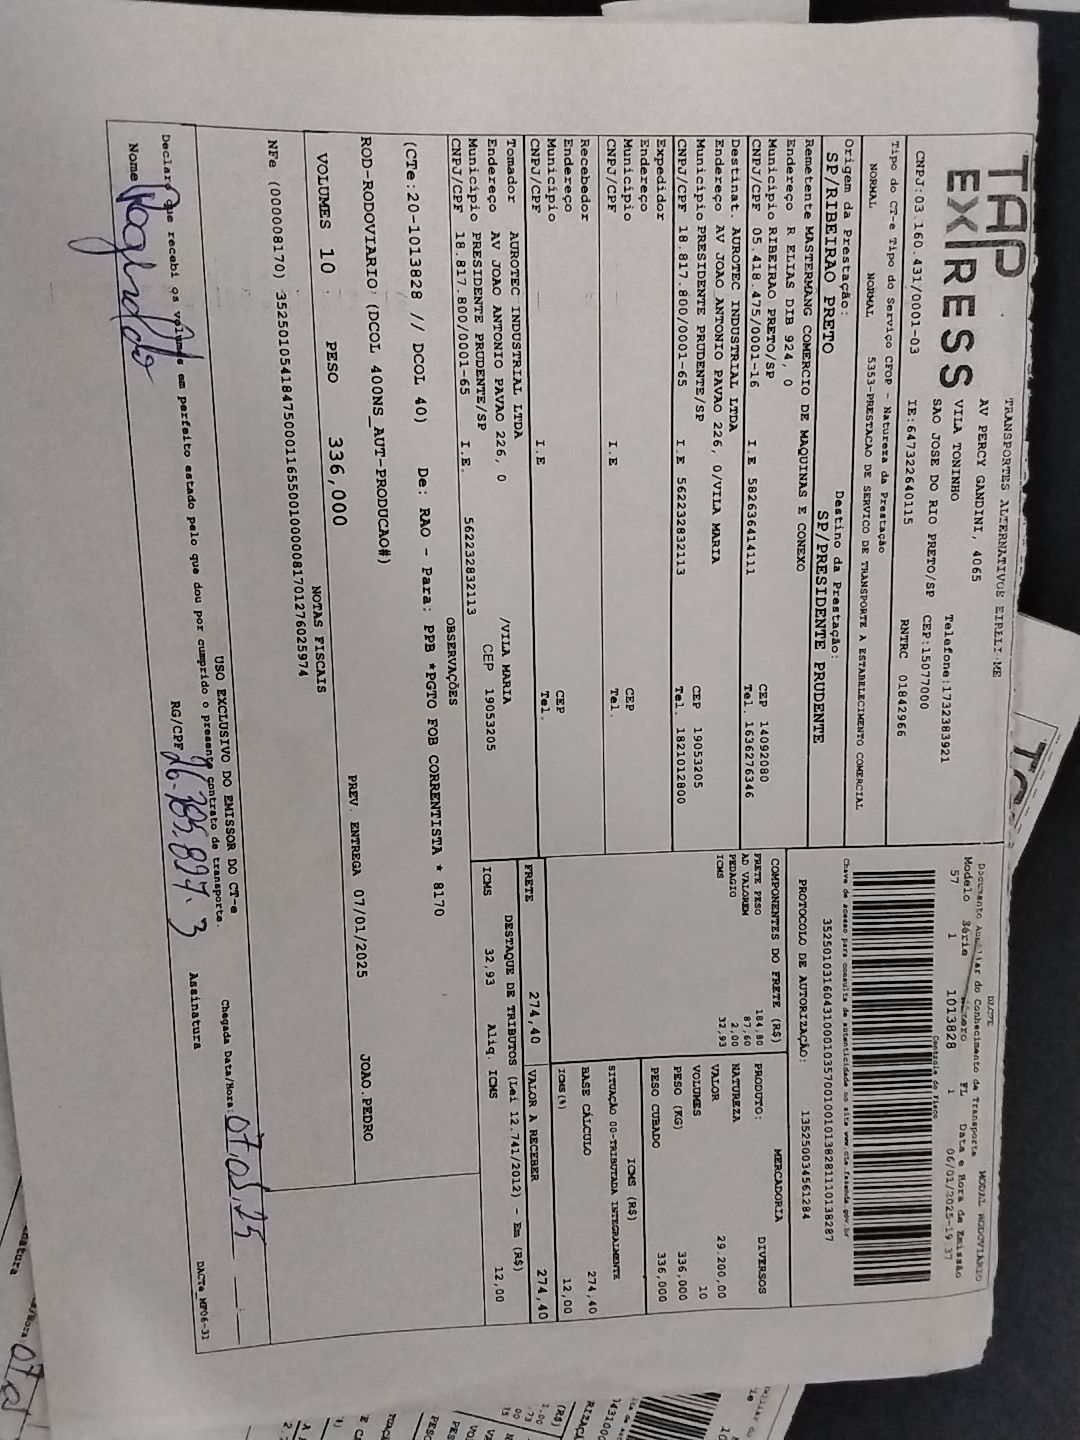 TAP EXPRESS
TRANSPORTES ALTERNATIVOS EIRELLI ME
AV PERCY GANDINI, 4065
VILA TONINHO Telefone:1732383921
SAO JOSE DO RIO PRETO/SP CEP:15077000
CNPJ:03.160.431/0001-03 IE:647322640115 RNTRC 01842966
Tipo do CT-e Tipo do Serviço CFOP - Natureza da Prestação
NORMAL NORMAL 5353-PRESTACAO DE SERVICO DE TRANSPORTE A ESTABELECIMENTO COMERCIAL
Origem da Prestação: Destino da Prestação:
SP/RIBEIRAO PRETO SP/PRESIDENTE PRUDENTE
Remetente MASTERMANG COMERCIO DE MAQUINAS E CONEXO
Endereço R ELIAS DIB 924, 0
Município RIBEIRAO PRETO/SP CEP 14092080
CNPJ/CPF 05.418.475/0001-16 I.E 582636414111 Tel. 1636276346
Destinat. AUROTEC INDUSTRIAL LTDA
Endereço AV JOAO ANTONIO PAVAO 226, 0/VILA MARIA
Município PRESIDENTE PRUDENTE/SP CEP 19053205
CNPJ/CPF 18.817.800/0001-65 I.E 562232832113 Tel. 1821012800
Expedidor
Endereço
Município CEP
CNPJ/CPF I.E Tel.
Recebedor
Endereço
Município CEP
CNPJ/CPF I.E Tel.
Tomador AUROTEC INDUSTRIAL LTDA
Endereço AV JOAO ANTONIO PAVAO 226, 0 /VILA MARIA
Município PRESIDENTE PRUDENTE/SP CEP 19053205
CNPJ/CPF 18.817.800/0001-65 I.E. 562232832113
DACTE MODAL RODOVIARIO
Documento Auxiliar do Conhecimento de Transporte
Modelo Série Número FL Data e Hora de Emissão
57 1 1013828 1 06/01/2025-19:37
Controle do Fisco
Chave de acesso para consulta de autenticidade no site www.cte.fazenda.gov.br
PROTOCOLO DE AUTORIZAÇÃO: 135250034561284
COMPONENTES DO FRETE (R$)
FRETE PESO 184,80
AD VALOREM 87,60
PEDAGIO 2,00
ICMS 32,93
MERCADORIA
PRODUTO: DIVERSOS
NATUREZA
VALOR 29.200,00
VOLUMES 10
PESO (KG) 336,000
PESO CUBADO 336,000
ICMS (R$)
SITUAÇÃO 00-TRIBUTADA INTEGRALMENTE
BASE CÁLCULO 274,40
ICMS(%) 12,00
FRETE 274,40 VALOR A RECEBER 274,40
DESTAQUE DE TRIBUTOS (Lei 12.741/2012) - Em (R$)
ICMS 32,93 Aliq. ICMS 12,00
OBSERVAÇÕES
(CTe:20-1013828 // DCOL 40) De: RAO - Para: PPB *PGTO FOB CORRENTISTA * 8170
ROD-RODOVIARIO (DCOL 400NS_AUT-PRODUCAO#)
PREV. ENTREGA 07/01/2025 JOAO.PEDRO
VOLUMES 10 PESO 336,000
NOTAS FISCAIS
NFe (000008170) 35250105418475000116550010000081701276025974
USO EXCLUSIVO DO EMISSOR DO CT-e
Declaro que recebi os volumes em perfeito estado pelo que dou por cumprido o presente contrato de transporte.
Chegada Data/Hora: 07.01.25
Nome RG/CPF Assinatura
DACTe_MP06-31